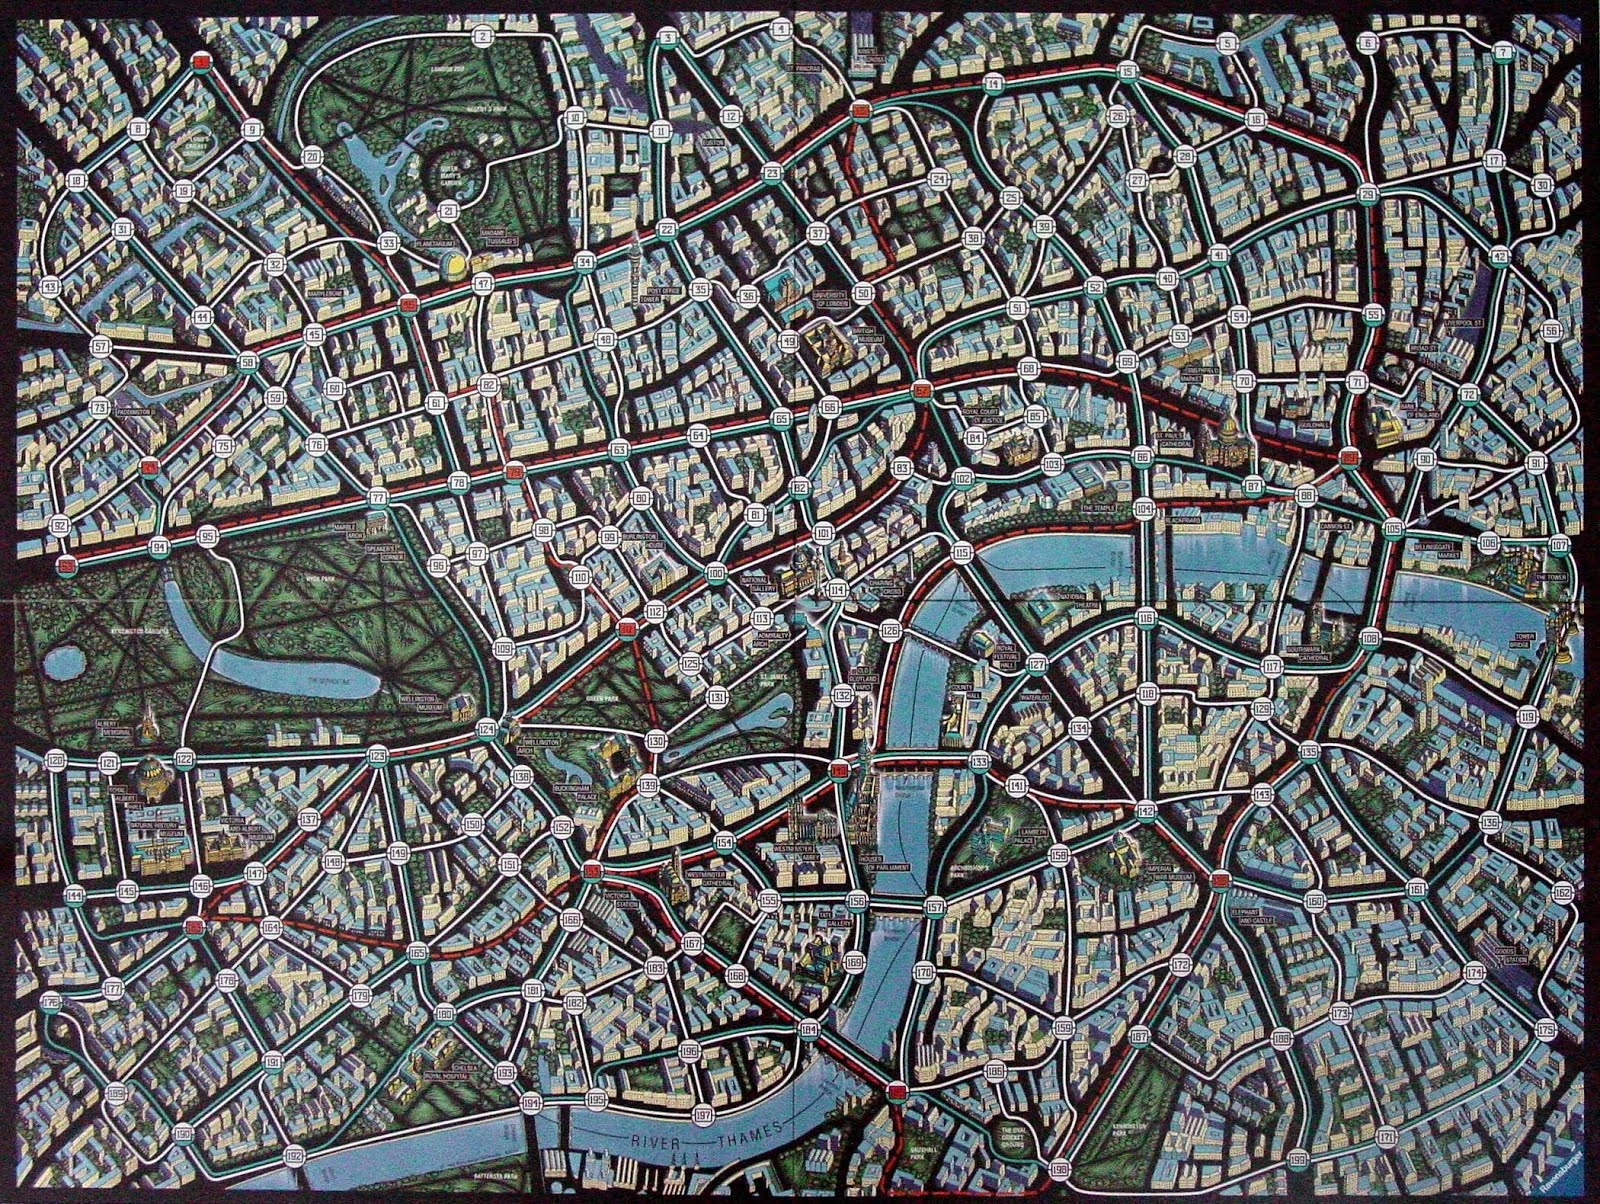 1
2
3
4
5
6
7
8
9
10
11
12
14
15
16
17
18
19
20
21
22
23
24
25
26
27
28
29
30
31
32
33
34
35
36
37
38
39
40
41
42
43
44
45
47
48
49
50
51
52
53
54
55
56
57
58
59
60
61
62
63
64
65
66
67
68
69
70
71
72
73
74
75
76
77
78
79
80
81
82
83
84
85
86
87
88
89
90
91
92
93
94
95
96
97
98
99
100
101
102
103
104
105
106
107
108
109
110
112
113
114
115
116
117
118
119
120
121
122
123
124
125
126
127
129
130
131
132
133
134
135
136
137
138
139
140
141
142
143
144
145
146
147
148
149
150
151
152
153
154
155
156
157
158
159
160
161
162
163
164
165
166
167
168
169
170
171
172
173
174
175
176
177
178
179
180
181
182
183
184
185
186
187
188
189
190
191
192
193
194
195
196
197
198
199
REGENT'S PARK
QUEEN MARY'S GARDEN
CRICKET GROUND
PLANETARIUM
MADAME TUSSAUD'S
MARYLEBONE
EUSTON
ST PANCRAS
KING'S CROSS
POST OFFICE TOWER
UNIVERSITY OF LONDON
BRITISH MUSEUM
LIVERPOOL ST.
BROAD ST.
SMITHFIELD MARKET
GUILDHALL
BANK OF ENGLAND
PADDINGTON
ROYAL COURT OF JUSTICE
ST. PAUL'S CATHEDRAL
THE TEMPLE
BLACKFRIARS
CANNON ST.
BILLINGSGATE MARKET
THE TOWER
TOWER BRIDGE
MARBLE ARCH
SPEAKER'S CORNER
HYDE PARK
KENSINGTON GARDENS
THE SERPENTINE
BURLINGTON HOUSE
NATIONAL GALLERY
CHARING CROSS
ADMIRALTY ARCH
NATIONAL THEATRE
ROYAL FESTIVAL HALL
SOUTHWARK CATHEDRAL
ST. JAMES PARK
GREEN PARK
OLD SCOTLAND YARD
COUNTY HALL
WATERLOO
WELLINGTON MUSEUM
WELLINGTON ARCH
BUCKINGHAM PALACE
ALBERT MEMORIAL
ROYAL ALBERT
NATURAL HISTORY MUSEUM
VICTORIA AND ALBERT MUSEUM
WESTMINSTER ABBEY
HOUSES OF PARLIAMENT
LAMBETH PALACE
ARCHBISHOP'S PARK
IMPERIAL WAR MUSEUM
ELEPHANT AND CASTLE
WESTMINSTER CATHEDRAL
VICTORIA STATION
TATE GALLERY
GOODS STATION
CHELSEA ROYAL HOSPITAL
RIVER THAMES
BATTERSEA PARK
VAUXHALL PARK
THE OVAL CRICKET GROUND
KENNINGTON PARK
Ravensburger